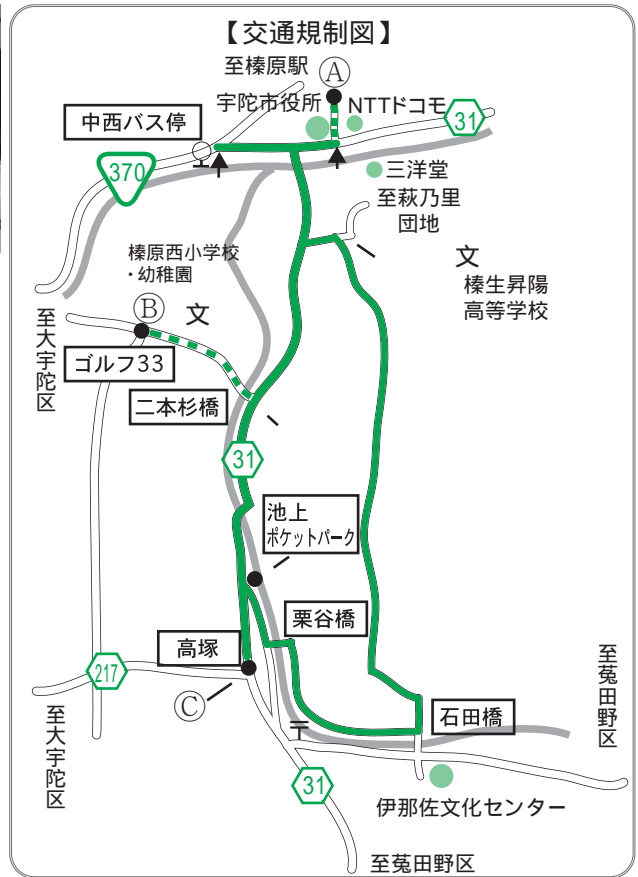 【交通規制図】
至榛原駅
Ⓐ
宇陀市役所
NTTドコモ
中西バス停
31
370
三洋堂
至萩乃里
団地
榛原西小学校
・幼稚園
文
榛生昇陽
高等学校
至大宇陀区
Ⓑ
文
ゴルフ33
二本杉橋
31
池上
ポケットパーク
栗谷橋
高塚
217
Ⓒ
至大宇陀区
〒
石田橋
至菟田野区
31
伊那佐文化センター
至菟田野区